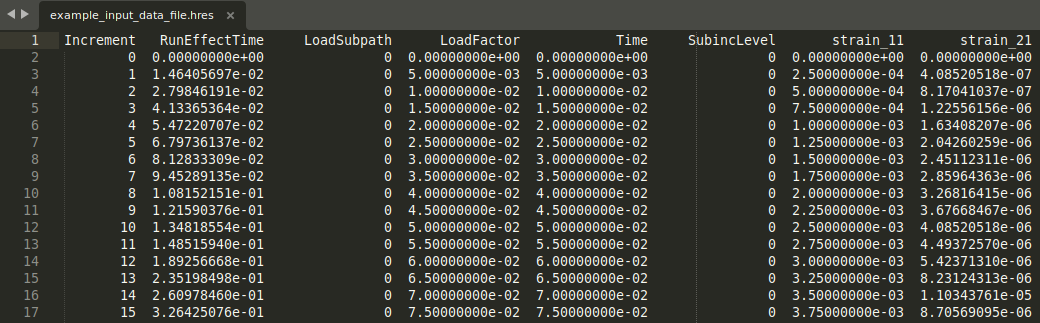 example_input_data_file.hres ×
1 Increment RunEffectTime LoadSubpath LoadFactor Time SubincLevel strain_11 strain_21
2 0 0.00000000e+00 0 0.00000000e+00 0.00000000e+00 0 0.00000000e+00 0.00000000e+00
3 1 1.46405697e-02 0 5.00000000e-03 5.00000000e-03 0 2.50000000e-04 4.08520518e-07
4 2 2.79846191e-02 0 1.00000000e-02 1.00000000e-02 0 5.00000000e-04 8.17041037e-07
5 3 4.13365364e-02 0 1.50000000e-02 1.50000000e-02 0 7.50000000e-04 1.22556156e-06
6 4 5.47220707e-02 0 2.00000000e-02 2.00000000e-02 0 1.00000000e-03 1.63408207e-06
7 5 6.79736137e-02 0 2.50000000e-02 2.50000000e-02 0 1.25000000e-03 2.04260259e-06
8 6 8.12833309e-02 0 3.00000000e-02 3.00000000e-02 0 1.50000000e-03 2.45112311e-06
9 7 9.45289135e-02 0 3.50000000e-02 3.50000000e-02 0 1.75000000e-03 2.85964363e-06
10 8 1.08152151e-01 0 4.00000000e-02 4.00000000e-02 0 2.00000000e-03 3.26816415e-06
11 9 1.21590376e-01 0 4.50000000e-02 4.50000000e-02 0 2.25000000e-03 3.67668467e-06
12 10 1.34818554e-01 0 5.00000000e-02 5.00000000e-02 0 2.50000000e-03 4.08520518e-06
13 11 1.48515940e-01 0 5.50000000e-02 5.50000000e-02 0 2.75000000e-03 4.49372570e-06
14 12 1.89256668e-01 0 6.00000000e-02 6.00000000e-02 0 3.00000000e-03 5.42371310e-06
15 13 2.35198498e-01 0 6.50000000e-02 6.50000000e-02 0 3.25000000e-03 8.23124313e-06
16 14 2.60978460e-01 0 7.00000000e-02 7.00000000e-02 0 3.50000000e-03 1.10343761e-05
17 15 3.26425076e-01 0 7.50000000e-02 7.50000000e-02 0 3.75000000e-03 8.70569095e-06